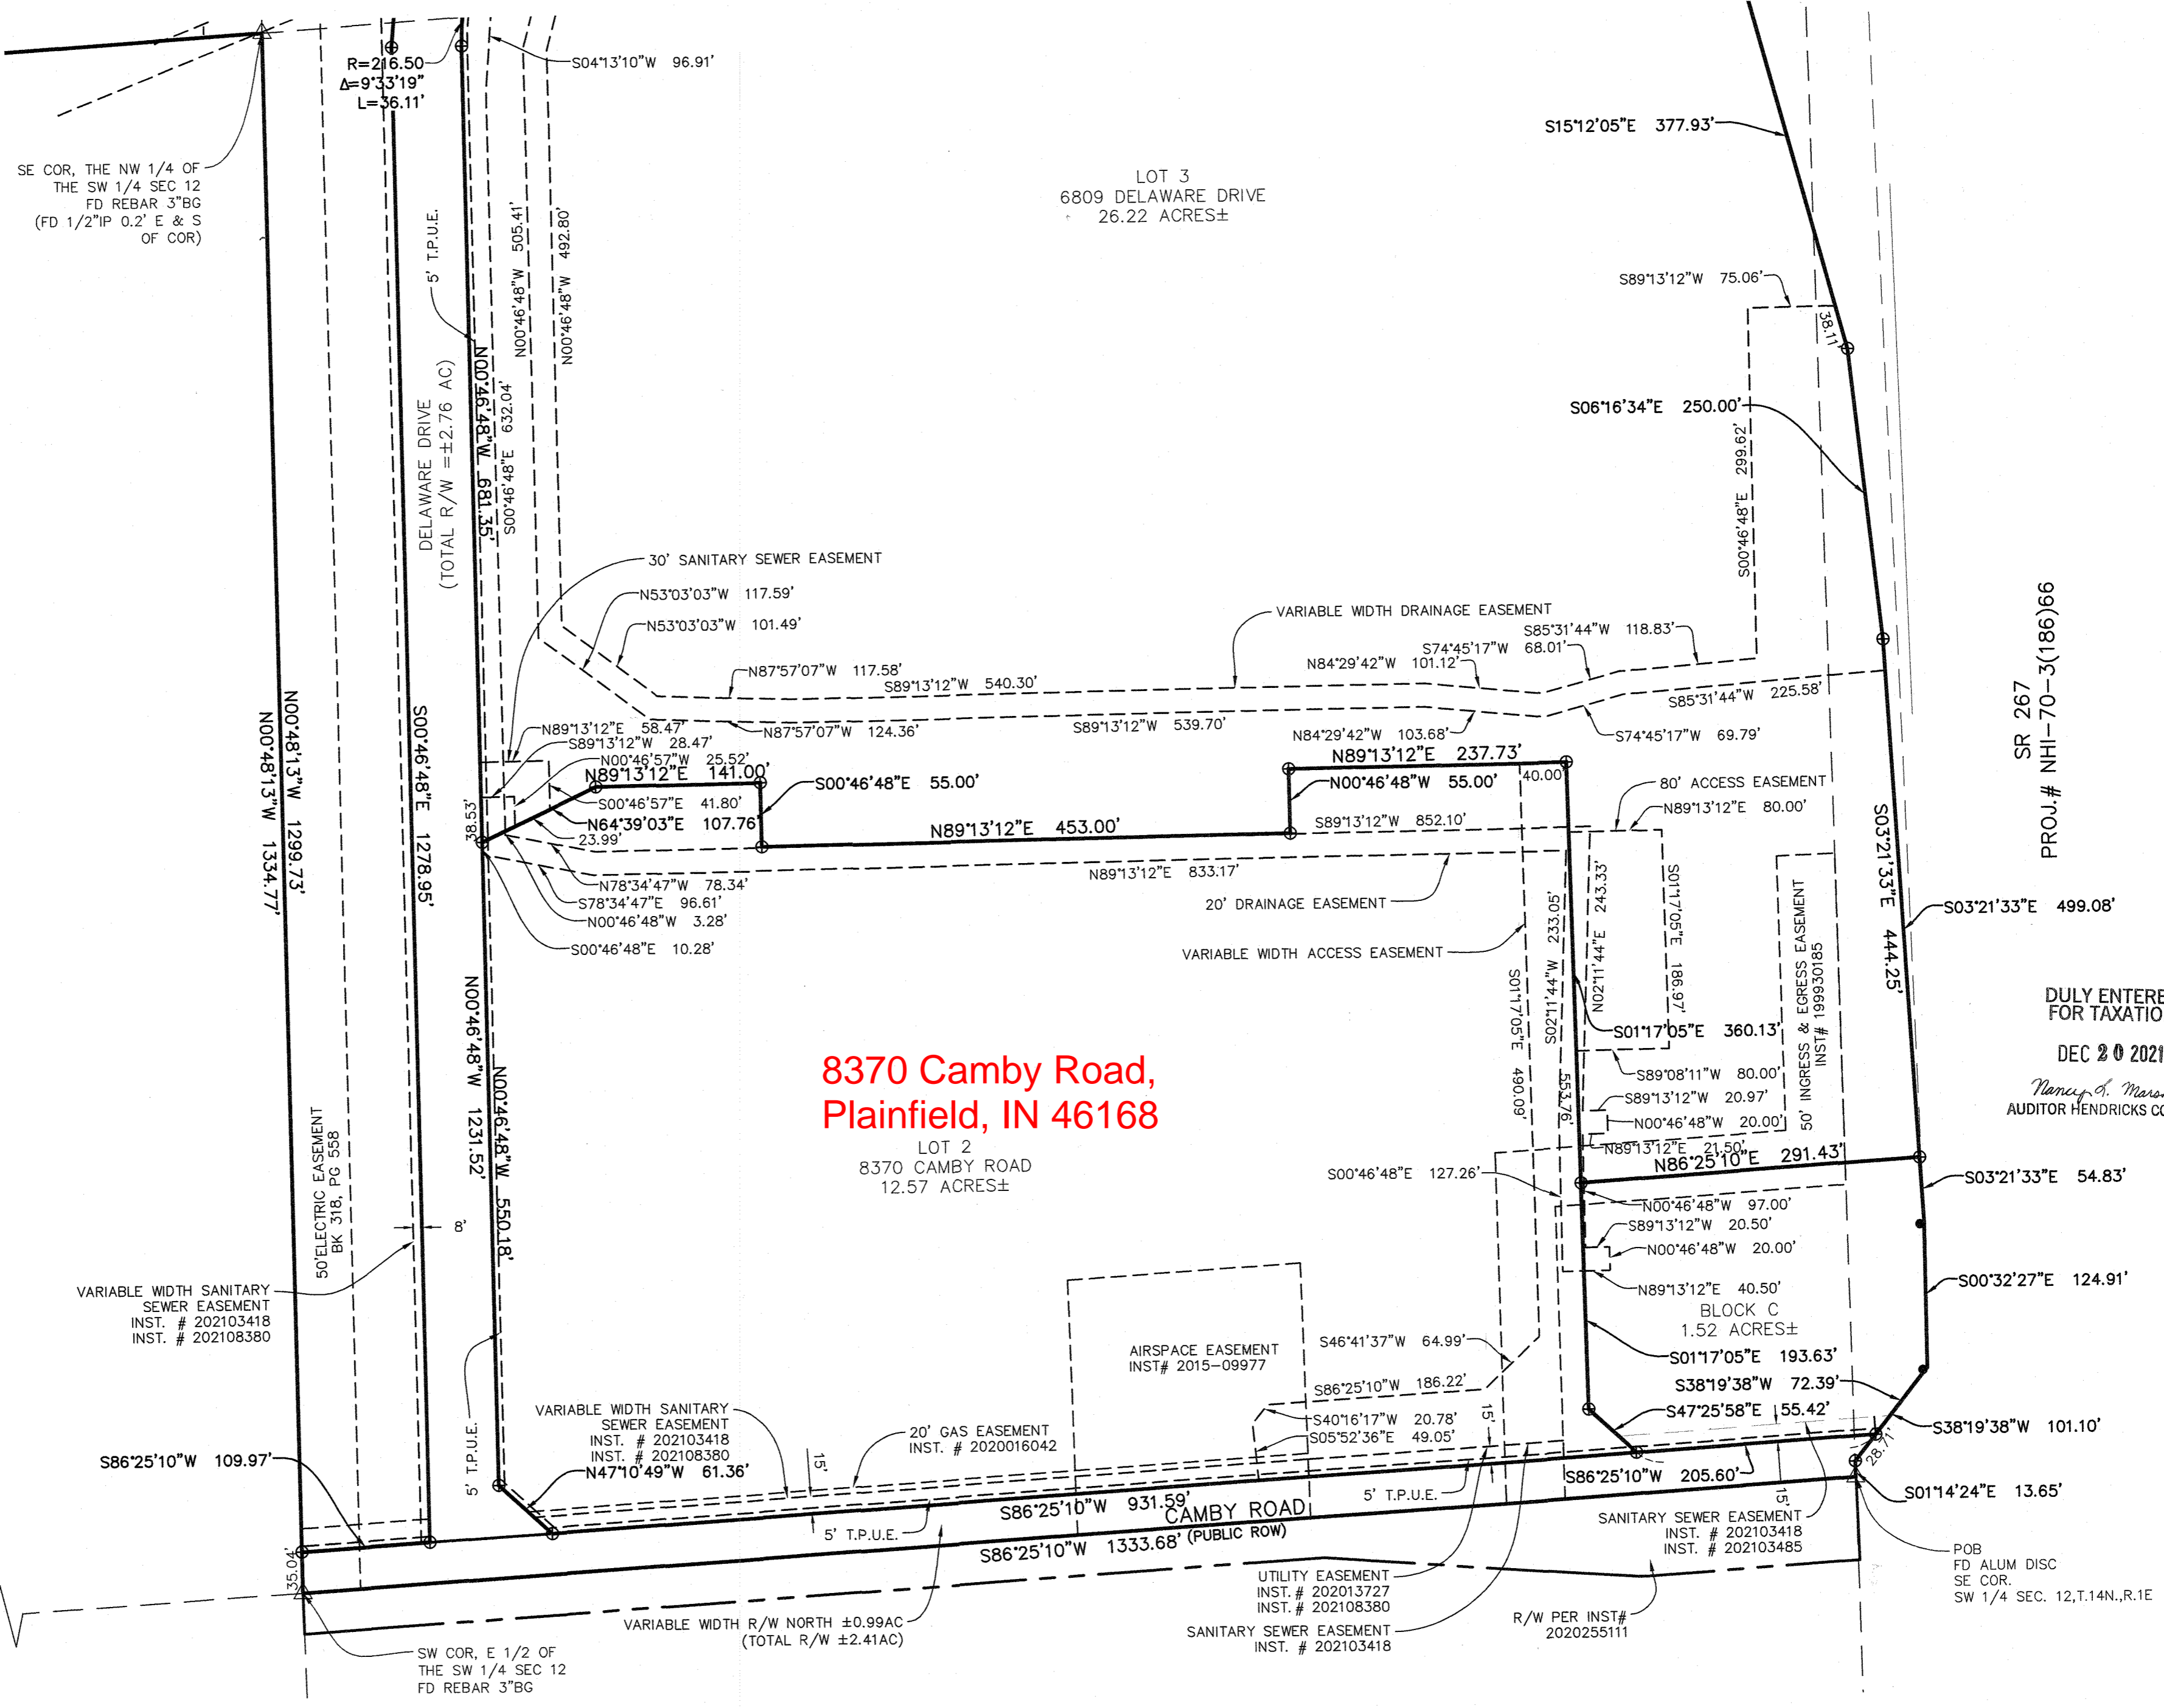 R=216.50
Δ=9°33'19"
L=36.11'
S04°13'10"W 96.91'
SE COR, THE NW 1/4 OF
THE SW 1/4 SEC 12
FD REBAR 3"BG
(FD 1/2"IP 0.2' E & S
OF COR)
5' T.P.U.E.
N00°46'48"W 505.41'
N00°46'48"W 492.80'
LOT 3
6809 DELAWARE DRIVE
26.22 ACRES±
S15°12'05"E 377.93'
S89°13'12"W 75.06'
38.11'
S06°16'34"E 250.00'
S00°46'48"E 299.62'
DELAWARE DRIVE
(TOTAL R/W =±2.76 AC)
N00°46'48"W 681.35'
S00°46'48"E 632.04'
30' SANITARY SEWER EASEMENT
N53°03'03"W 117.59'
N53°03'03"W 101.49'
VARIABLE WIDTH DRAINAGE EASEMENT
S85°31'44"W 118.83'
S74°45'17"W 68.01'
N84°29'42"W 101.12'
N87°57'07"W 117.58'
S89°13'12"W 540.30'
S85°31'44"W 225.58'
N89°13'12"E 58.47'
S89°13'12"W 28.47'
N00°46'57"W 25.52'
N87°57'07"W 124.36'
S89°13'12"W 539.70'
N84°29'42"W 103.68'
S74°45'17"W 69.79'
SR 267
PROJ.# NHI-70-3(186)66
N00°48'13"W 1299.73'
N00°48'13"W 1334.77'
S00°46'48"E 1278.95'
38.53'
N89°13'12"E 141.00'
S00°46'48"E 55.00'
N89°13'12"E 237.73'
N00°46'48"W 55.00'
40.00'
80' ACCESS EASEMENT
N89°13'12"E 80.00'
S00°46'57"E 41.80'
N64°39'03"E 107.76'
23.99'
N89°13'12"E 453.00'
S89°13'12"W 852.10'
N78°34'47"W 78.34'
S78°34'47"E 96.61'
N00°46'48"W 3.28'
S00°46'48"E 10.28'
N89°13'12"E 833.17'
20' DRAINAGE EASEMENT
VARIABLE WIDTH ACCESS EASEMENT
S01°17'05"E 490.09'
S02°11'44"W 233.05'
N02°11'44"E 243.33'
S01°17'05"E 186.97'
S03°21'33"E 444.25'
S03°21'33"E 499.08'
50' INGRESS & EGRESS EASEMENT
INST# 199930185
S01°17'05"E 360.13'
553.76'
S89°08'11"W 80.00'
S89°13'12"W 20.97'
N00°46'48"W 20.00'
N89°13'12"E 21.50'
N86°25'10"E 291.43'
DULY ENTERE
FOR TAXATIO
DEC 20 2021
Nancy L. Mars
AUDITOR HENDRICKS CO
8370 Camby Road,
Plainfield, IN 46168
LOT 2
8370 CAMBY ROAD
12.57 ACRES±
N00°46'48"W 1231.52'
N00°46'48"W 550.18'
50'ELECTRIC EASEMENT
BK 318, PG 558
8'
S00°46'48"E 127.26'
S03°21'33"E 54.83'
N00°46'48"W 97.00'
S89°13'12"W 20.50'
N00°46'48"W 20.00'
N89°13'12"E 40.50'
S00°32'27"E 124.91'
BLOCK C
1.52 ACRES±
VARIABLE WIDTH SANITARY
SEWER EASEMENT
INST. # 202103418
INST. # 202108380
AIRSPACE EASEMENT
INST# 2015-09977
S46°41'37"W 64.99'
S86°25'10"W 186.22'
S40°16'17"W 20.78'
S05°52'36"E 49.05'
15'
S01°17'05"E 193.63'
S38°19'38"W 72.39'
S47°25'58"E 55.42'
S38°19'38"W 101.10'
28.71'
5' T.P.U.E.
VARIABLE WIDTH SANITARY
SEWER EASEMENT
INST. # 202103418
INST. # 202108380
N47°10'49"W 61.36'
15'
20' GAS EASEMENT
INST. # 2020016042
S86°25'10"W 109.97'
S86°25'10"W 205.60'
15'
S01°14'24"E 13.65'
5' T.P.U.E.
5' T.P.U.E.
S86°25'10"W 931.59'
CAMBY ROAD
(PUBLIC ROW)
S86°25'10"W 1333.68'
SANITARY SEWER EASEMENT
INST. # 202103418
INST. # 202103485
POB
FD ALUM DISC
SE COR.
SW 1/4 SEC. 12,T.14N.,R.1E
35.04'
UTILITY EASEMENT
INST. # 202013727
INST. # 202108380
SANITARY SEWER EASEMENT
INST. # 202103418
R/W PER INST#
2020255111
VARIABLE WIDTH R/W NORTH ±0.99AC
(TOTAL R/W ±2.41AC)
SW COR, E 1/2 OF
THE SW 1/4 SEC 12
FD REBAR 3"BG